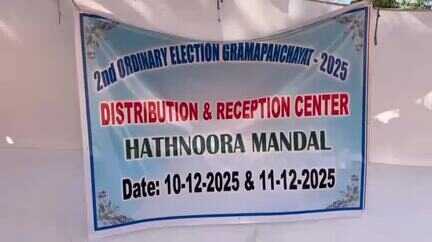 2nd ORDINARY ELECTION GRAMAPANCHAYAT - 2025
DISTRIBUTION & RECEPTION CENTER
HATHNOORA MANDAL
Date: 10-12-2025 & 11-12-2025